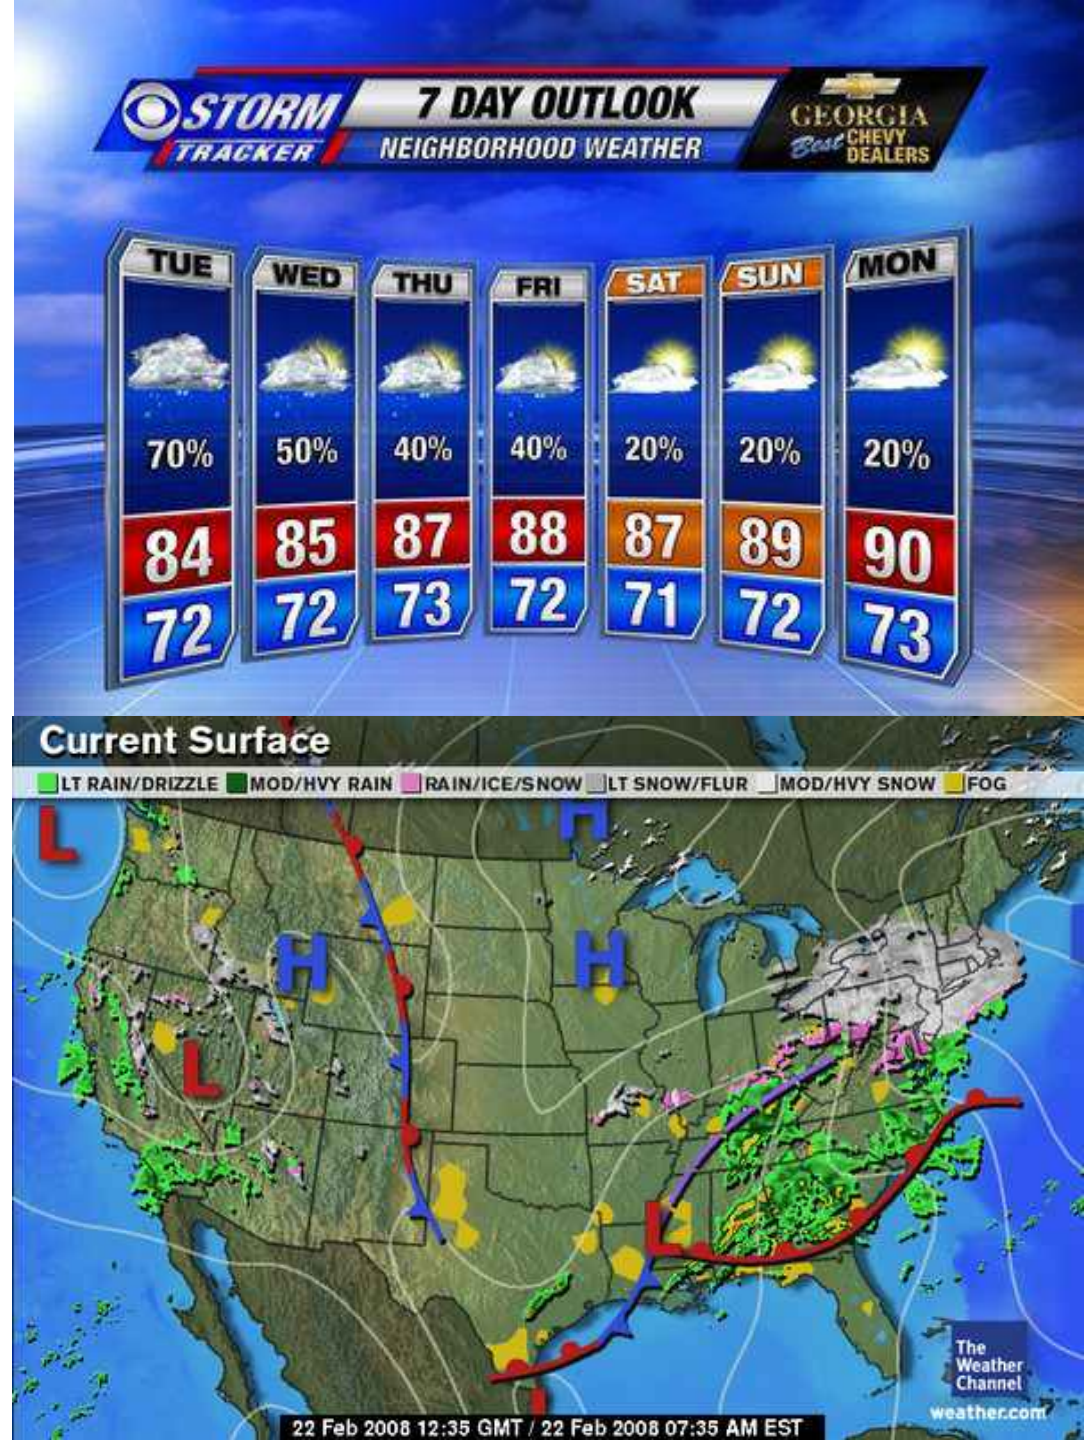 7 DAY OUTLOOK
NEIGHBORHOOD WEATHER
STORM
TRACKER
GEORGIA
Best CHEVY
DEALERS
TUE WED THU FRI SAT SUN MON
70% 50% 40% 40% 20% 20% 20%
84 85 87 88 87 89 90
72 72 73 72 71 72 73
Current Surface
LT RAIN/DRIZZLE MOD/HVY RAIN RAIN/ICE/SNOW LT SNOW/FLUR MOD/HVY SNOW FOG
L H
H H
L
L
The
Weather
Channel
weather.com
22 Feb 2008 12:35 GMT / 22 Feb 2008 07:35 AM EST